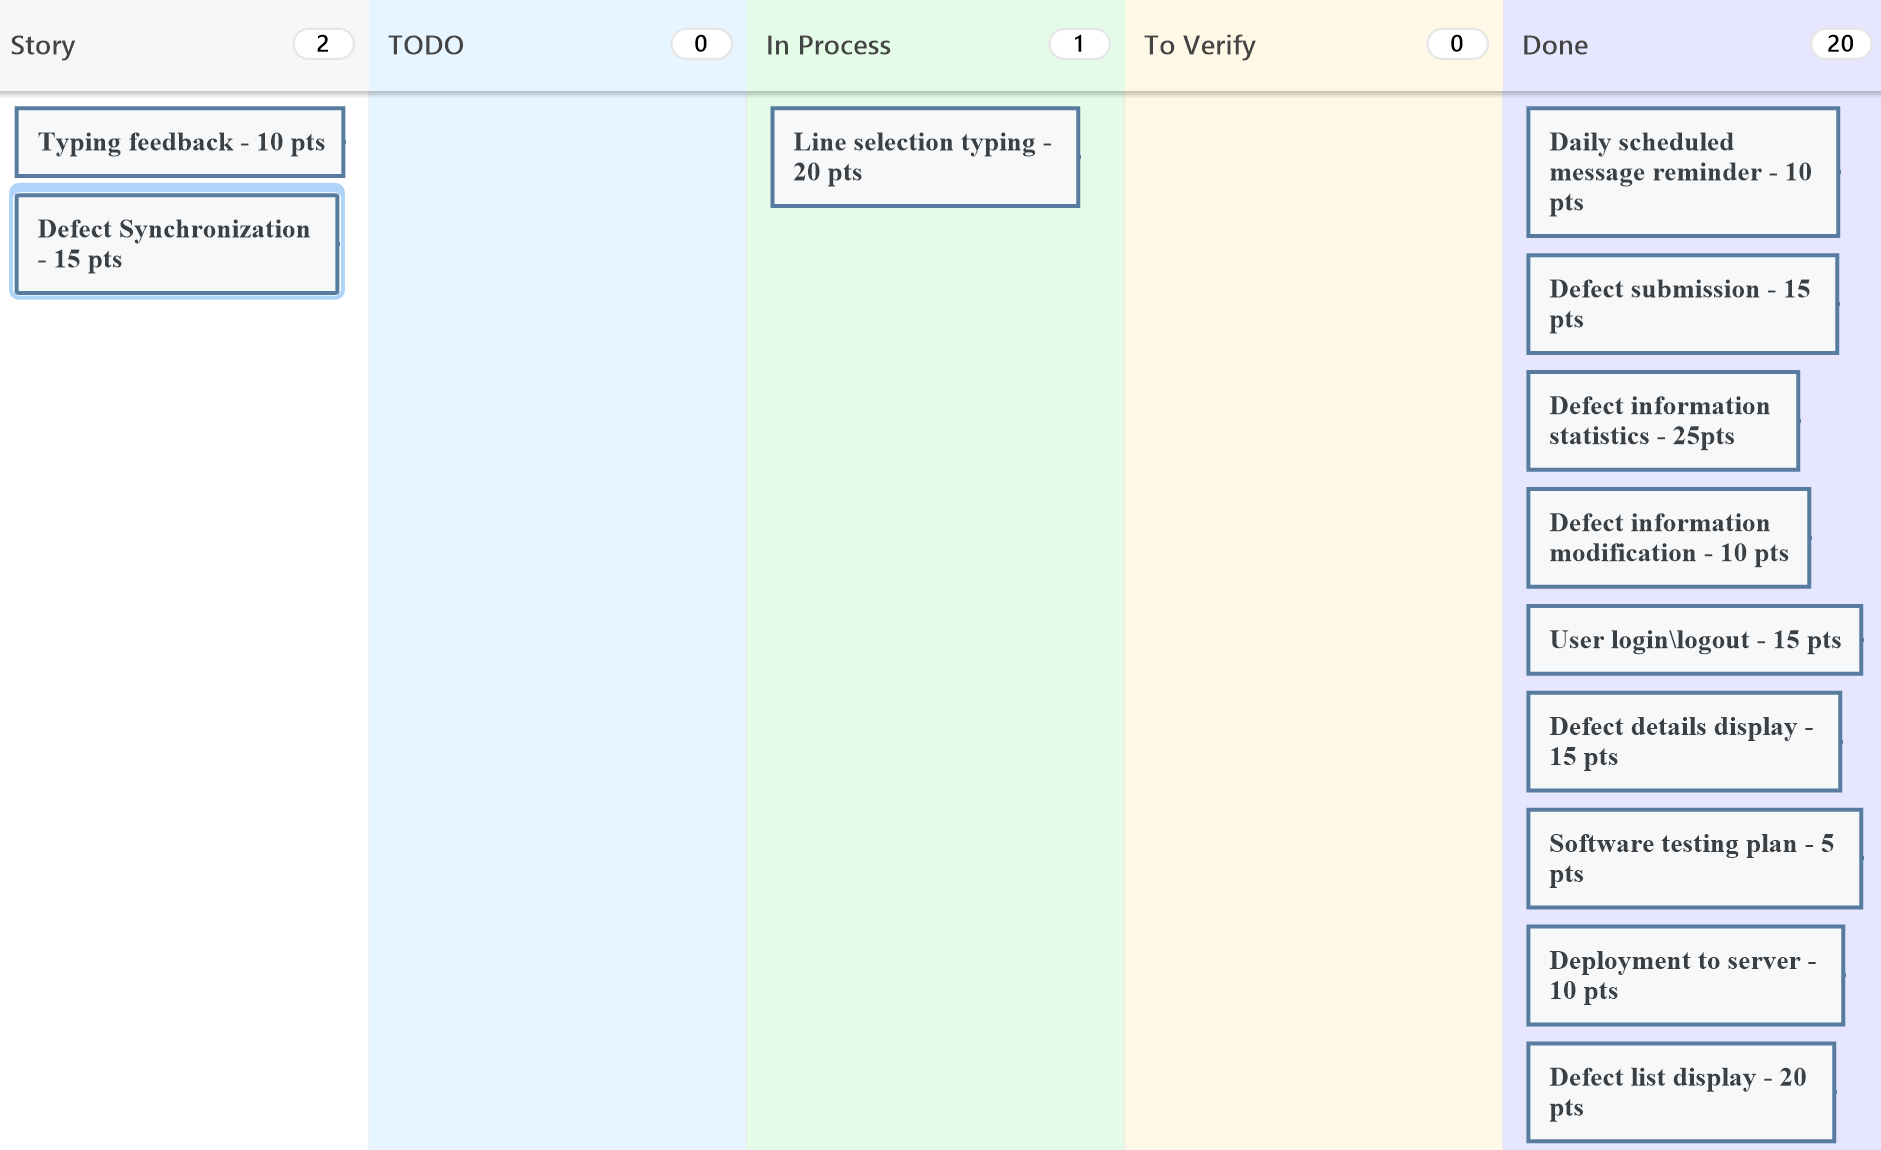 Story 2
TODO 0
In Process 1
To Verify 0
Done 20
Typing feedback - 10 pts
Defect Synchronization
- 15 pts
Line selection typing -
20 pts
Daily scheduled
message reminder - 10
pts
Defect submission - 15
pts
Defect information
statistics - 25pts
Defect information
modification - 10 pts
User login\logout - 15 pts
Defect details display -
15 pts
Software testing plan - 5
pts
Deployment to server -
10 pts
Defect list display - 20
pts